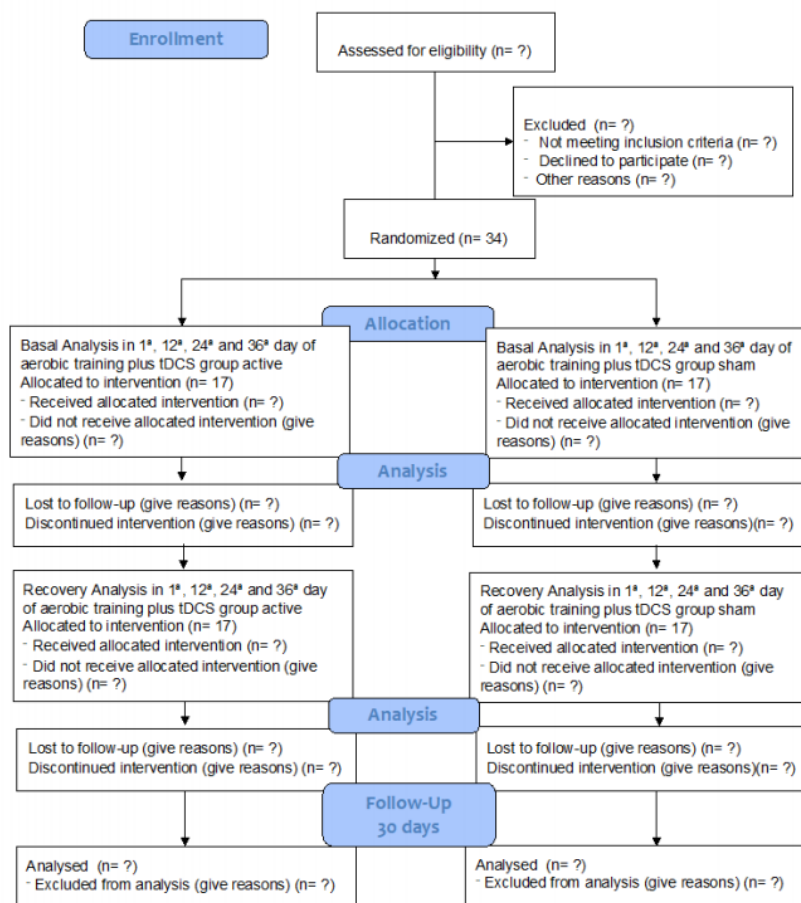 Enrollment
Assessed for eligibility (n= ?)
Excluded (n= ?)
- Not meeting inclusion criteria (n= ?)
- Declined to participate (n= ?)
- Other reasons (n= ?)
Randomized (n= 34)
Allocation
Basal Analysis in 1ª, 12ª, 24ª and 36ª day of
aerobic training plus tDCS group active
Allocated to intervention (n= 17)
- Received allocated intervention (n= ?)
- Did not receive allocated intervention (give
reasons) (n= ?)
Basal Analysis in 1ª, 12ª, 24ª and 36ª day of
aerobic training plus tDCS group sham
Allocated to intervention (n= 17)
- Received allocated intervention (n= ?)
- Did not receive allocated intervention (give
reasons) (n= ?)
Analysis
Lost to follow-up (give reasons) (n= ?)
Discontinued intervention (give reasons) (n= ?)
Lost to follow-up (give reasons) (n= ?)
Discontinued intervention (give reasons)(n= ?)
Recovery Analysis in 1ª, 12ª, 24ª and 36ª day
of aerobic training plus tDCS group active
Allocated to intervention (n= 17)
- Received allocated intervention (n= ?)
- Did not receive allocated intervention (give
reasons) (n= ?)
Recovery Analysis in 1ª, 12ª, 24ª and 36ª day
of aerobic training plus tDCS group sham
Allocated to intervention (n= 17)
- Received allocated intervention (n= ?)
- Did not receive allocated intervention (give
reasons) (n= ?)
Analysis
Lost to follow-up (give reasons) (n= ?)
Discontinued intervention (give reasons) (n= ?)
Lost to follow-up (give reasons) (n= ?)
Discontinued intervention (give reasons)(n= ?)
Follow-Up
30 days
Analysed (n= ?)
- Excluded from analysis (give reasons) (n= ?)
Analysed (n= ?)
- Excluded from analysis (give reasons) (n= ?)